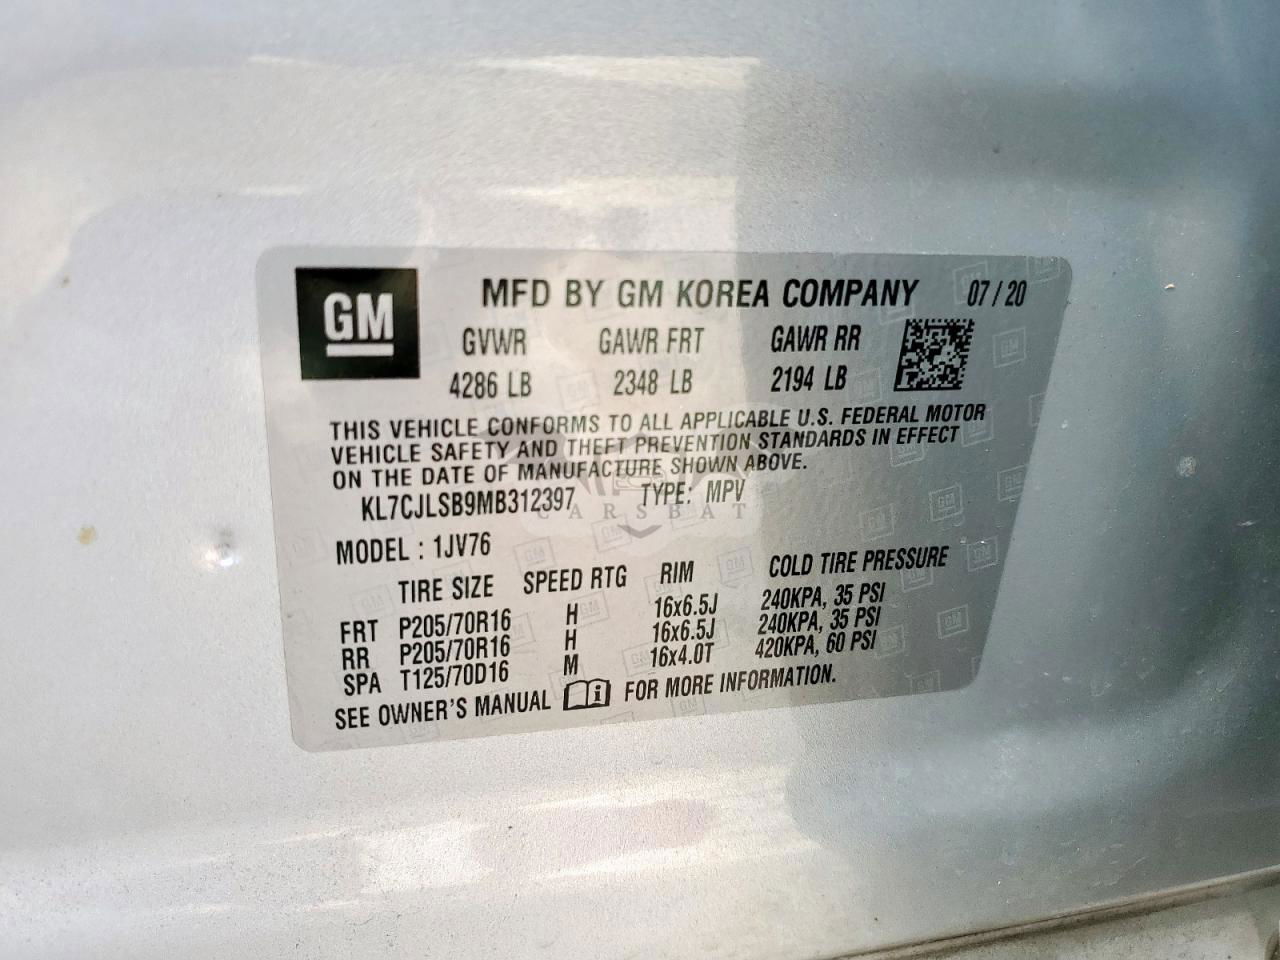 GM
MFD BY GM KOREA COMPANY 07/20
GVWR GAWR FRT GAWR RR
4286 LB 2348 LB 2194 LB
THIS VEHICLE CONFORMS TO ALL APPLICABLE U.S. FEDERAL MOTOR
VEHICLE SAFETY AND THEFT PREVENTION STANDARDS IN EFFECT
ON THE DATE OF MANUFACTURE SHOWN ABOVE.
KL7CJLSB9MB312397 TYPE: MPV
CARSBAT
MODEL : 1JV76
TIRE SIZE SPEED RTG RIM COLD TIRE PRESSURE
FRT P205/70R16 H 16x6.5J 240KPA, 35 PSI
RR P205/70R16 H 16x6.5J 240KPA, 35 PSI
SPA T125/70D16 M 16x4.0T 420KPA, 60 PSI
SEE OWNER'S MANUAL FOR MORE INFORMATION.